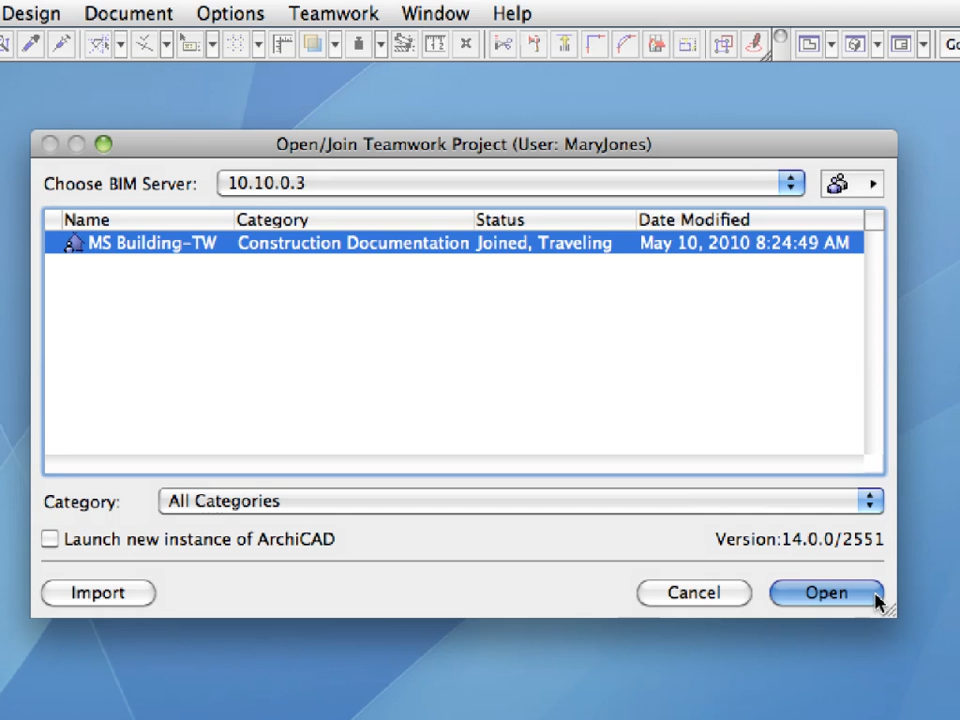 Design Document Options Teamwork Window Help
Open/Join Teamwork Project (User: MaryJones)
Choose BIM Server: 10.10.0.3
Name Category Status Date Modified
MS Building-TW Construction Documentation Joined, Traveling May 10, 2010 8:24:49 AM
Category: All Categories
Launch new instance of ArchiCAD Version:14.0.0/2551
Import Cancel Open